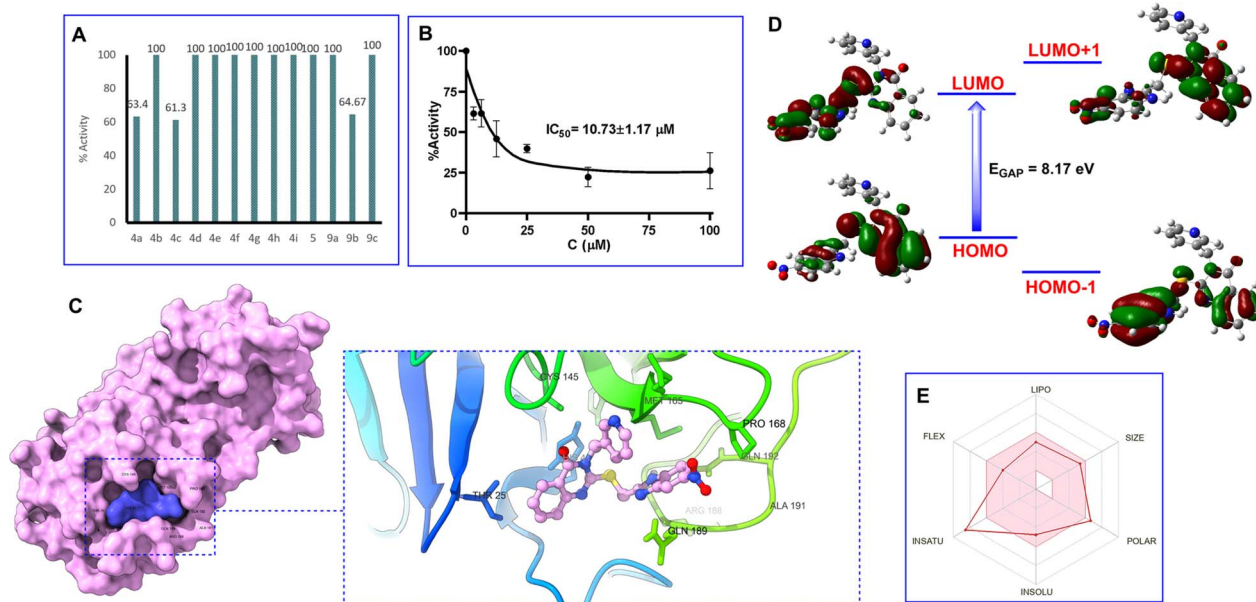 A
100 100 100 100 100 100 100 100 100 100
100
80
63.4
61.3
64.67
60
40
20
0
% Activity
4a 4b 4c 4d 4e 4f 4g 4h 4i 5 9a 9b 9c
B
100
75
50
25
0
%Activity
IC50= 10.73±1.17 µM
0 25 50 75 100
C (µM)
D
LUMO+1
LUMO
EGAP = 8.17 eV
HOMO
HOMO-1
C
CYS 145
MET 165
PRO 168
GLN 192
THR 25
ARG 188
ALA 191
GLN 189
E
LIPO
FLEX
SIZE
INSATU
POLAR
INSOLU